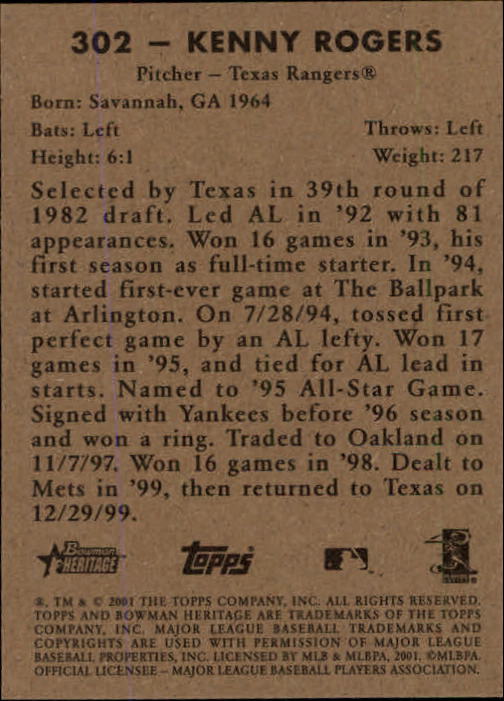 302 – KENNY ROGERS
Pitcher – Texas Rangers®
Born: Savannah, GA 1964
Bats: Left Throws: Left
Height: 6:1 Weight: 217
Selected by Texas in 39th round of
1982 draft. Led AL in '92 with 81
appearances. Won 16 games in '93, his
first season as full-time starter. In '94,
started first-ever game at The Ballpark
at Arlington. On 7/28/94, tossed first
perfect game by an AL lefty. Won 17
games in '95, and tied for AL lead in
starts. Named to '95 All-Star Game.
Signed with Yankees before '96 season
and won a ring. Traded to Oakland on
11/7/97. Won 16 games in '98. Dealt to
Mets in '99, then returned to Texas on
12/29/99.
Bowman
HERITAGE topps
®, TM & © 2001 THE TOPPS COMPANY, INC. ALL RIGHTS RESERVED.
TOPPS AND BOWMAN HERITAGE ARE TRADEMARKS OF THE TOPPS
COMPANY, INC. MAJOR LEAGUE BASEBALL TRADEMARKS AND
COPYRIGHTS ARE USED WITH PERMISSION OF MAJOR LEAGUE
BASEBALL PROPERTIES, INC. LICENSED BY MLB & MLBPA, 2001. ©MLBPA.
OFFICIAL LICENSEE – MAJOR LEAGUE BASEBALL PLAYERS ASSOCIATION.